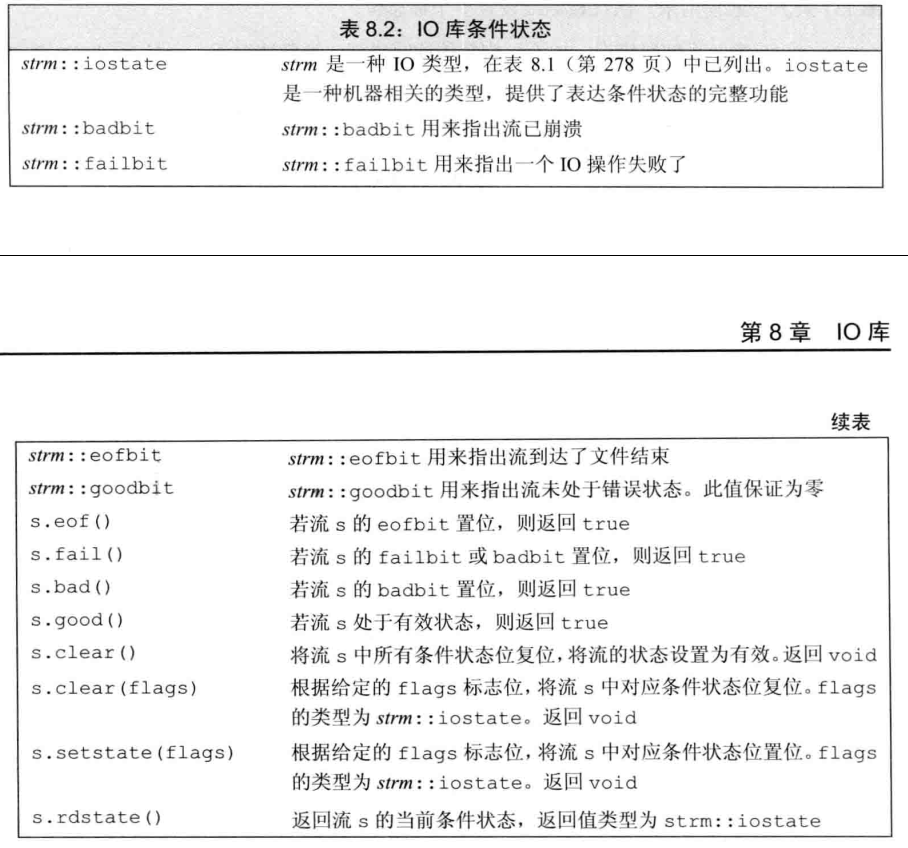 表 8.2：IO 库条件状态
strm::iostate strm 是一种 IO 类型，在表 8.1（第 278 页）中已列出。iostate
是一种机器相关的类型，提供了表达条件状态的完整功能
strm::badbit strm::badbit 用来指出流已崩溃
strm::failbit strm::failbit 用来指出一个 IO 操作失败了
第 8 章 IO 库
续表
strm::eofbit strm::eofbit 用来指出流到达了文件结束
strm::goodbit strm::goodbit 用来指出流未处于错误状态。此值保证为零
s.eof() 若流 s 的 eofbit 置位，则返回 true
s.fail() 若流 s 的 failbit 或 badbit 置位，则返回 true
s.bad() 若流 s 的 badbit 置位，则返回 true
s.good() 若流 s 处于有效状态，则返回 true
s.clear() 将流 s 中所有条件状态位复位，将流的状态设置为有效。返回 void
s.clear(flags) 根据给定的 flags 标志位，将流 s 中对应条件状态位复位。flags
的类型为 strm::iostate。返回 void
s.setstate(flags) 根据给定的 flags 标志位，将流 s 中对应条件状态位置位。flags
的类型为 strm::iostate。返回 void
s.rdstate() 返回流 s 的当前条件状态，返回值类型为 strm::iostate